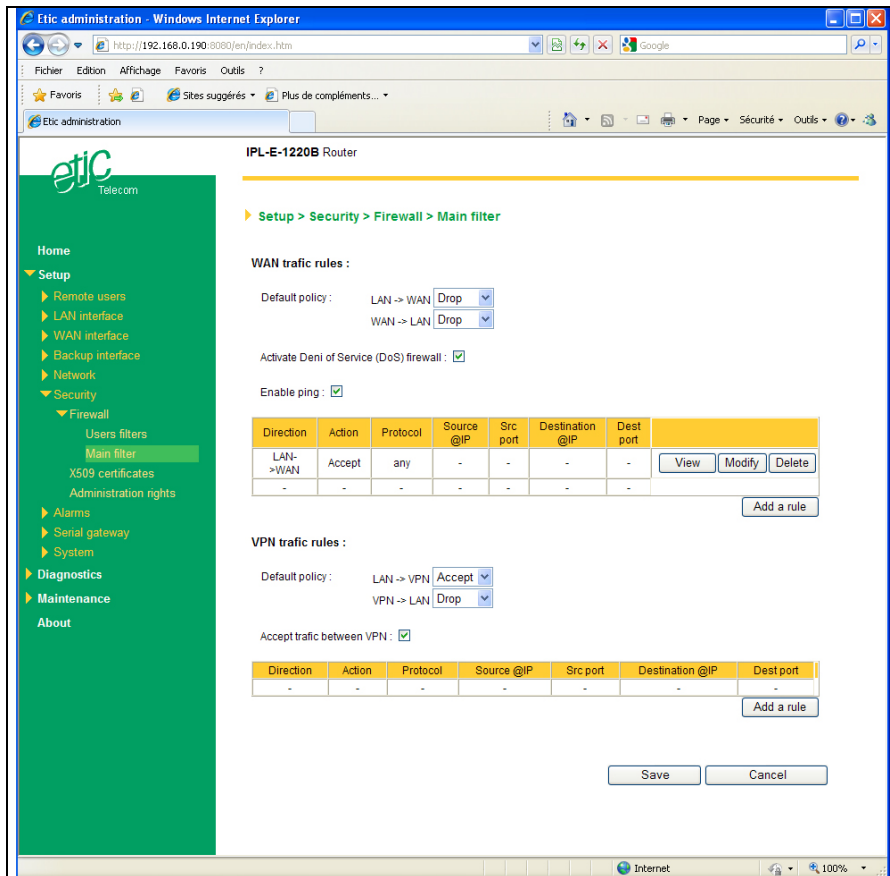 Etic administration - Windows Internet Explorer
http://192.168.0.190:8080/en/index.htm
Google
Fichier Edition Affichage Favoris Outils ?
Favoris Sites suggérés Plus de compléments...
Etic administration Page Sécurité Outils
etic
Telecom
IPL-E-1220B Router
Setup > Security > Firewall > Main filter
Home
Setup
Remote users
LAN interface
WAN interface
Backup interface
Network
Security
Firewall
Users filters
Main filter
X509 certificates
Administration rights
Alarms
Serial gateway
System
Diagnostics
Maintenance
About
WAN trafic rules :
Default policy : LAN -> WAN Drop
WAN -> LAN Drop
Activate Deni of Service (DoS) firewall :
Enable ping :
Direction Action Protocol Source @IP Src port Destination @IP Dest port
LAN->WAN Accept any - - - - View Modify Delete
- - - - - - -
Add a rule
VPN trafic rules :
Default policy : LAN -> VPN Accept
VPN -> LAN Drop
Accept trafic between VPN :
Direction Action Protocol Source @IP Src port Destination @IP Dest port
- - - - - - -
Add a rule
Save Cancel
Internet 100%